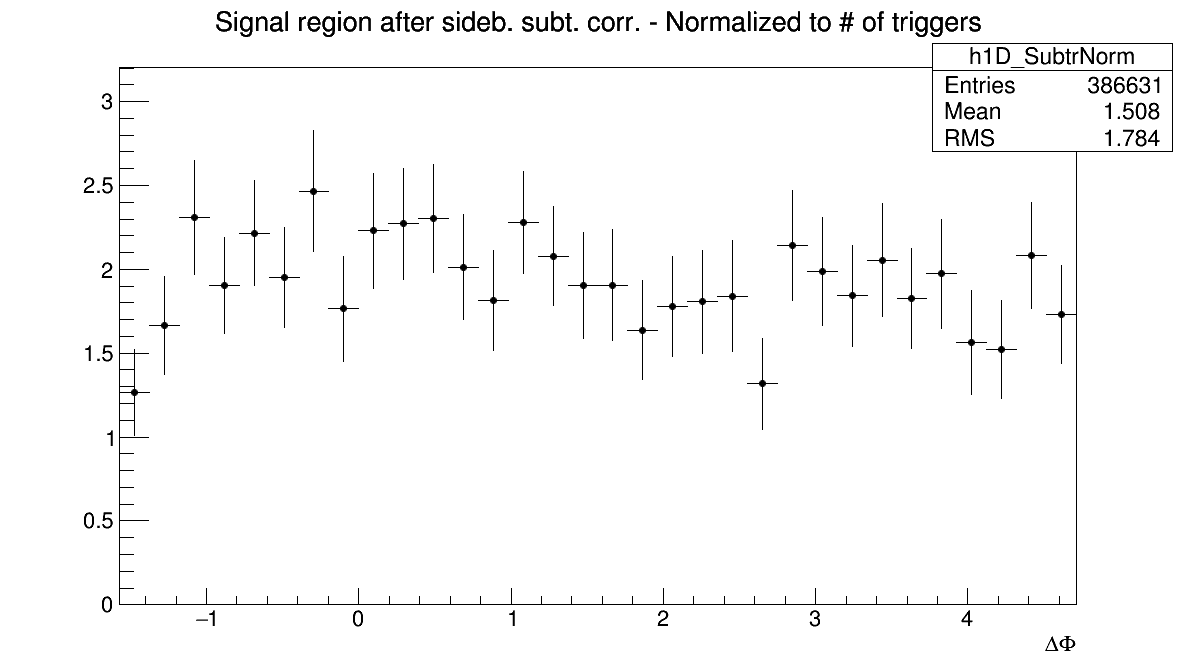 Signal region after sideb. subt. corr. - Normalized to # of triggers
h1D_SubtrNorm
Entries 386631
Mean 1.508
RMS 1.784
3
2.5
2
1.5
1
0.5
0
−1 0 1 2 3 4
ΔΦ